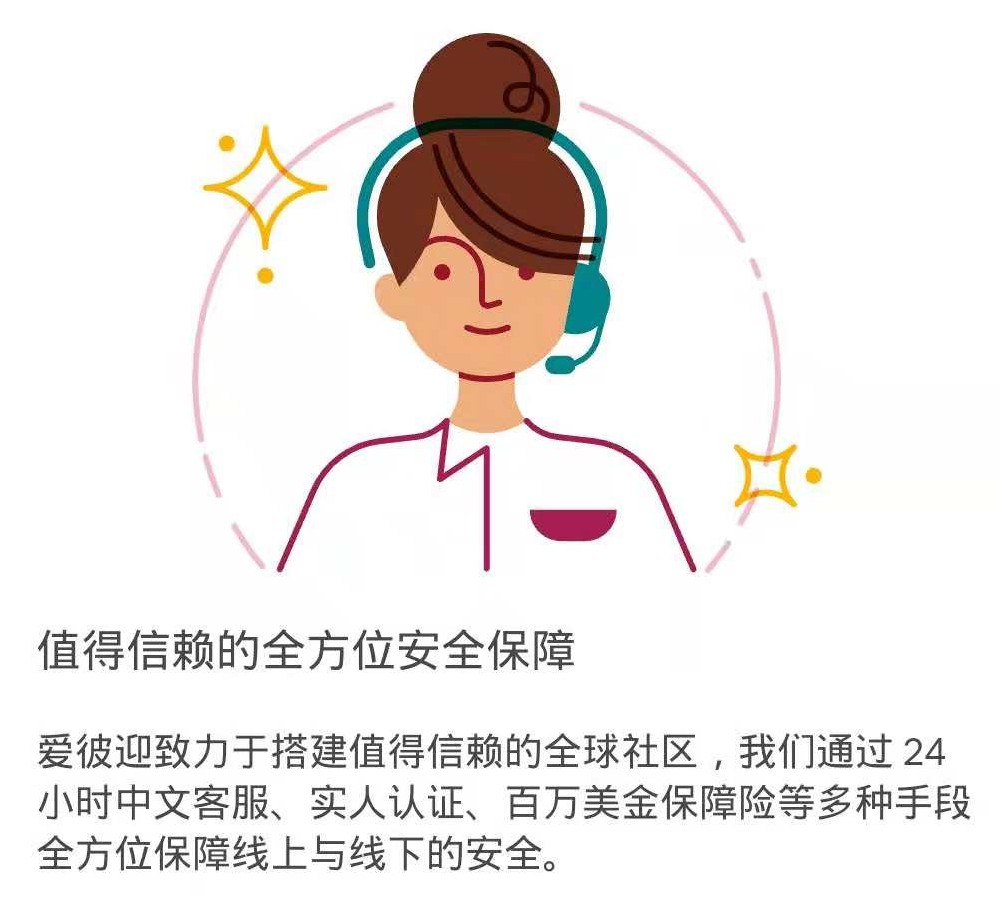 值得信赖的全方位安全保障
爱彼迎致力于搭建值得信赖的全球社区，我们通过 24
小时中文客服、实人认证、百万美金保障险等多种手段
全方位保障线上与线下的安全。